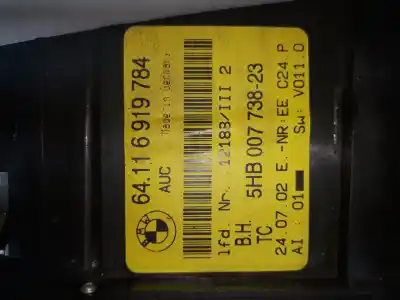 BMW
64.11 6 919 784
AUC Made in Germany
lfd. Nr. 12188/III 2
B.H. 5HB 007 738-23
TC
24.07.02 E.-NR:EE C24 P
AI : 01 SW: V011.0